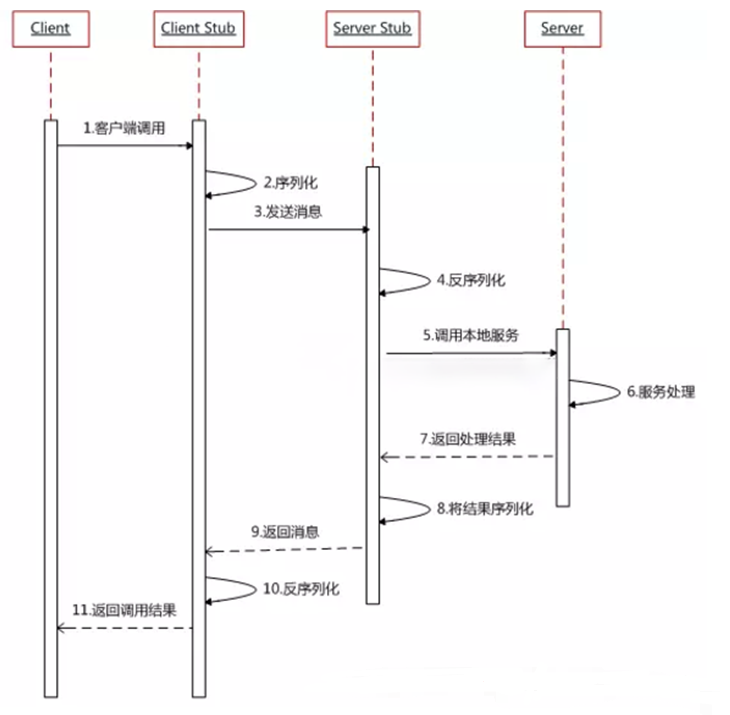 Client
Client Stub
Server Stub
Server
1.客户端调用
2.序列化
3.发送消息
4.反序列化
5.调用本地服务
6.服务处理
7.返回处理结果
8.将结果序列化
9.返回消息
10.反序列化
11.返回调用结果